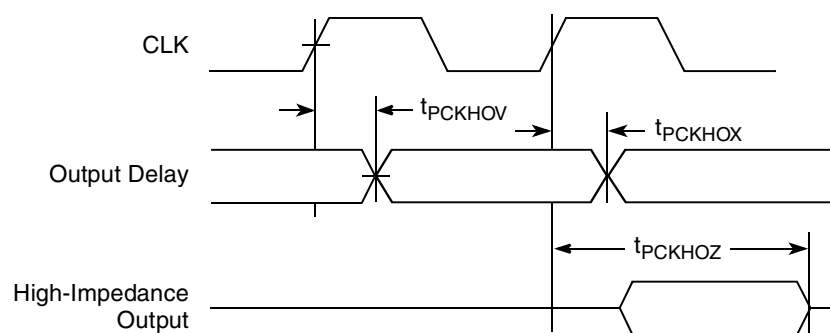 CLK
tPCKHOV
tPCKHOX
Output Delay
tPCKHOZ
High-Impedance
Output